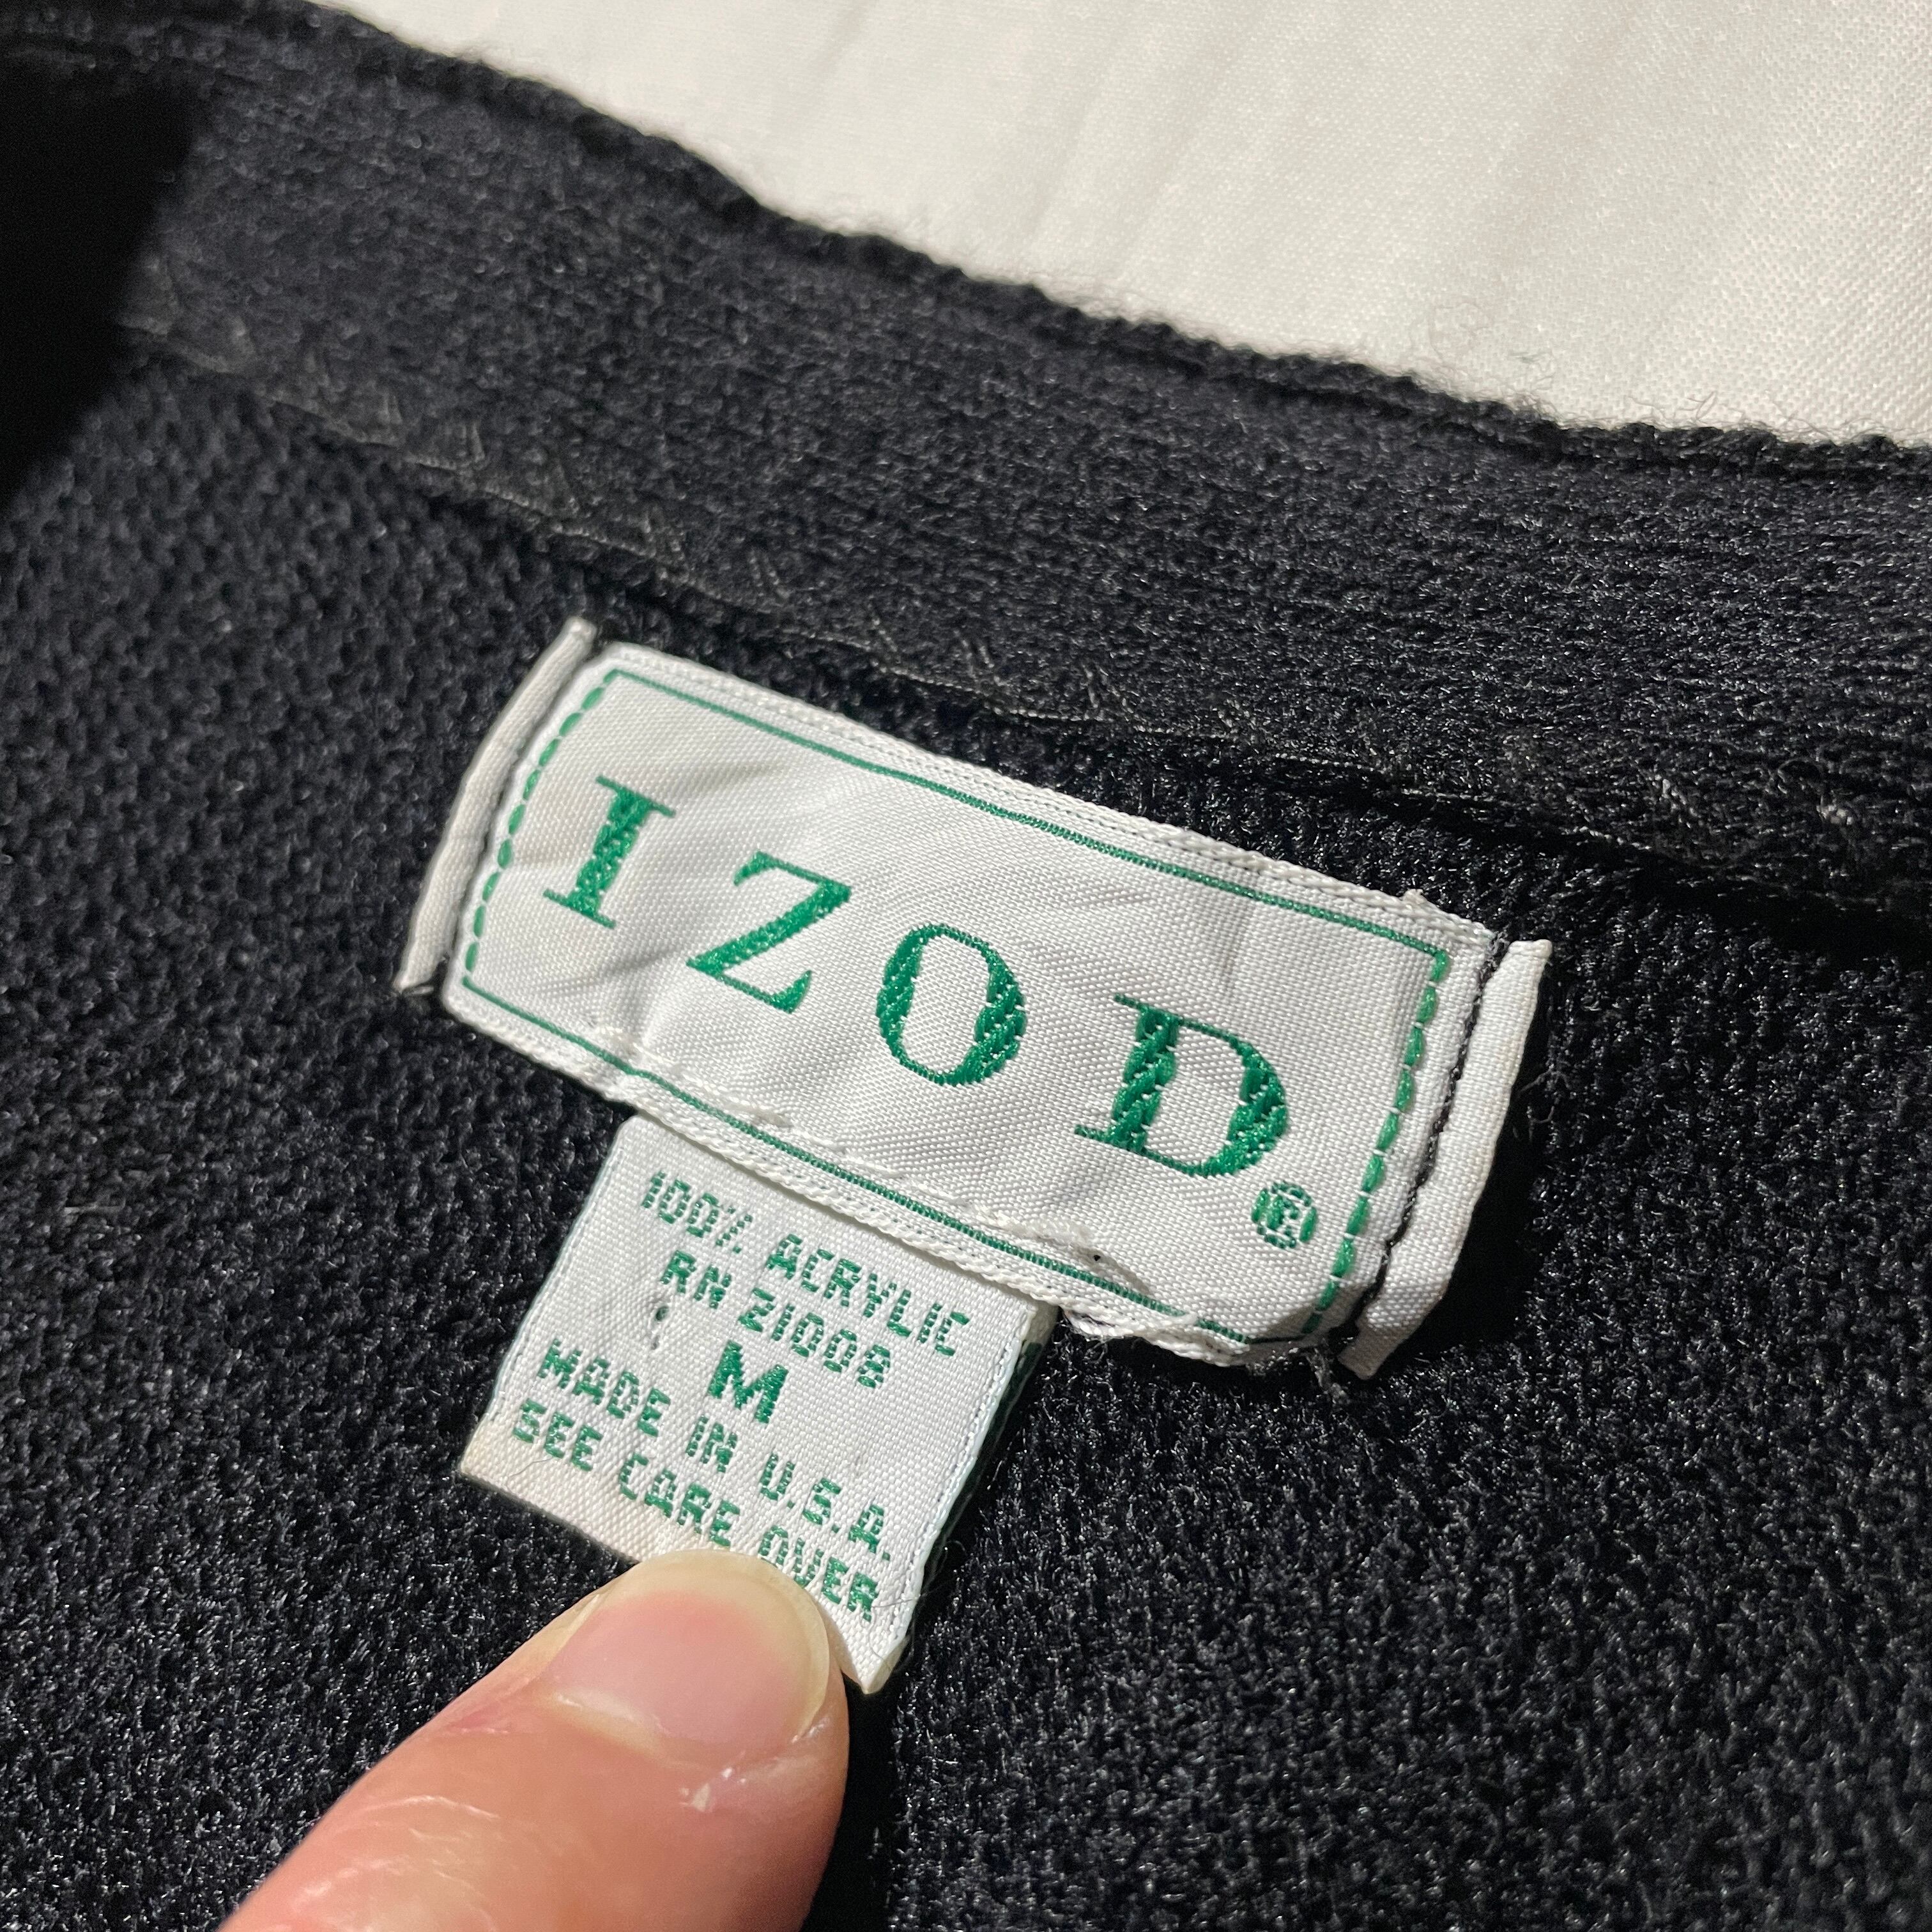 IZOD®
100% ACRYLIC
RN 21008
M
MADE IN U.S.A.
SEE CARE OVER